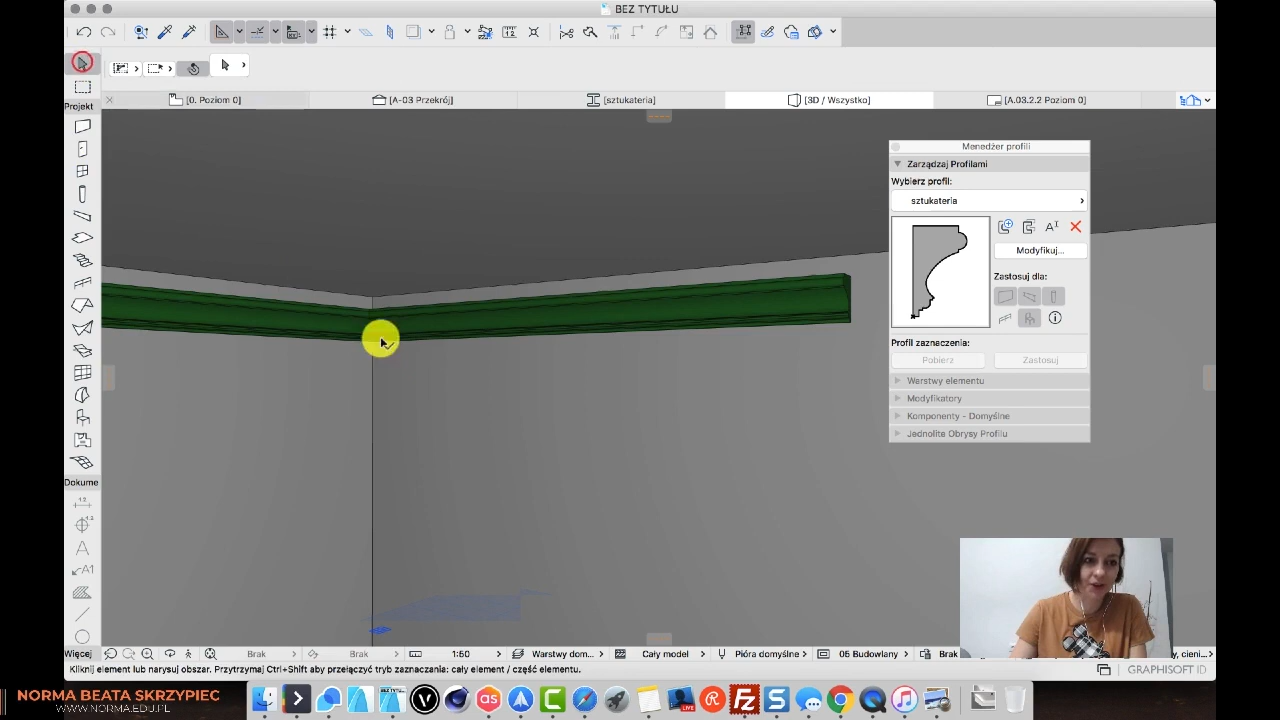 BEZ TYTUŁU
[0. Poziom 0]
[A-03 Przekrój]
[sztukateria]
[3D / Wszystko]
[A.03.2.2 Poziom 0]
Projekt
Menedżer profili
Zarządzaj Profilami
Wybierz profil:
sztukateria
Modyfikuj...
Zastosuj dla:
Profil zaznaczenia:
Pobierz
Zastosuj
Warstwy elementu
Modyfikatory
Komponenty - Domyślne
Jednolite Obrysy Profilu
Dokume
Więcej
Brak
Brak
1:60
Warstwy dom...
Cały model
Pióra domyślne
06 Budowlany
Brak
y, cieni...
Kliknij element lub narysuj obszar. Przytrzymaj Ctrl+Shift aby przełączyć tryb zaznaczania: cały element / część elementu.
GRAPHISOFT ID
NORMA BEATA SKRZYPIEC
WWW.NORMA.EDU.PL